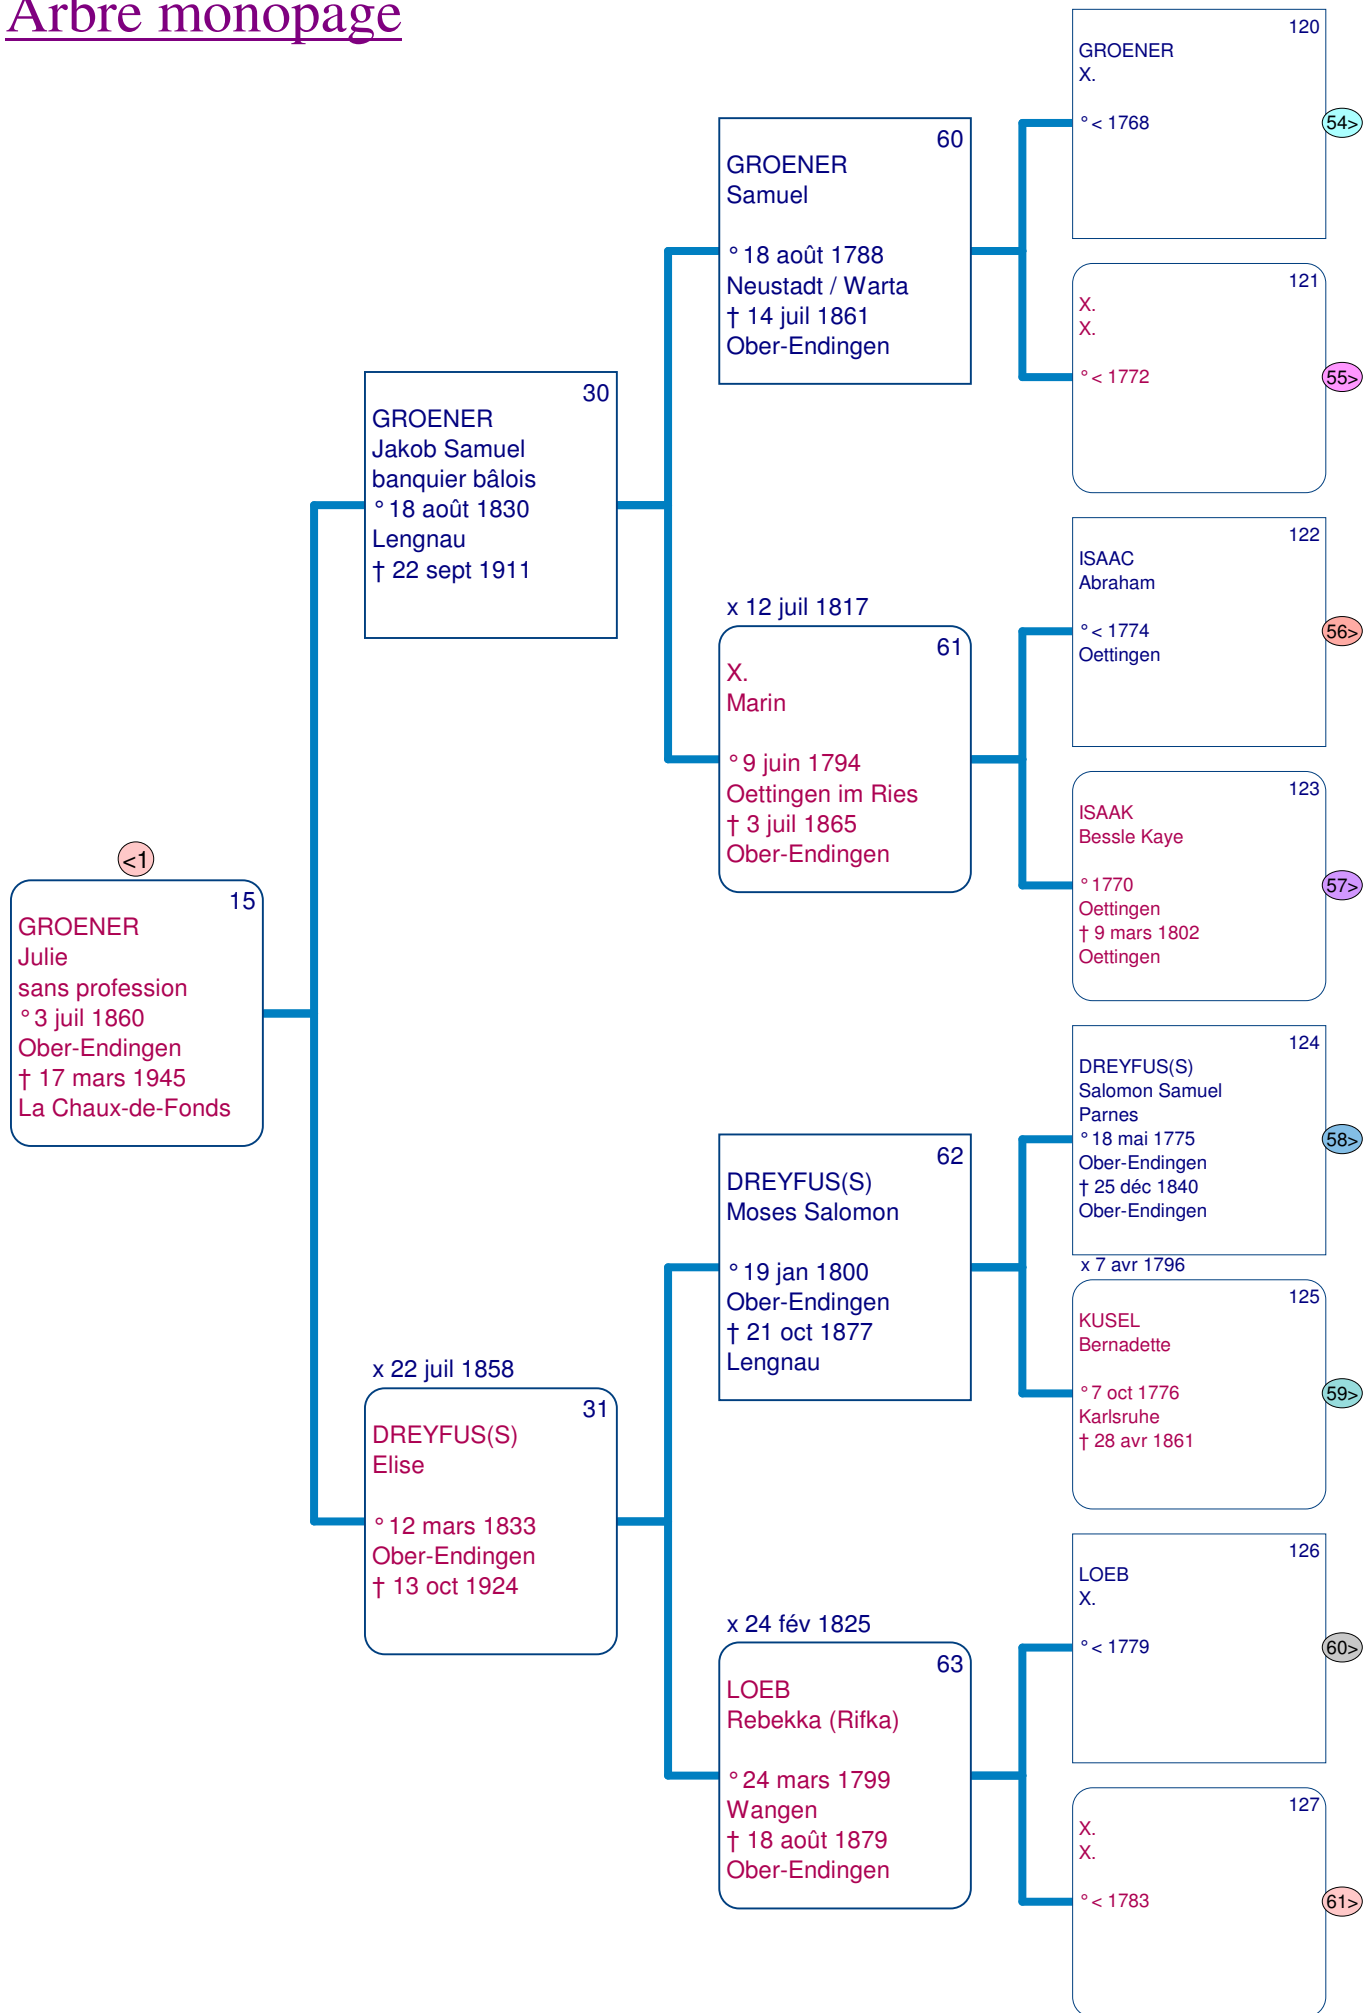 Arbre monopage
<1
15
GROENER
Julie
sans profession
° 3 juil 1860
Ober-Endingen
† 17 mars 1945
La Chaux-de-Fonds
30
GROENER
Jakob Samuel
banquier bâlois
° 18 août 1830
Lengnau
† 22 sept 1911
x 22 juil 1858
31
DREYFUS(S)
Elise
° 12 mars 1833
Ober-Endingen
† 13 oct 1924
60
GROENER
Samuel
° 18 août 1788
Neustadt / Warta
† 14 juil 1861
Ober-Endingen
x 12 juil 1817
61
X.
Marin
° 9 juin 1794
Oettingen im Ries
† 3 juil 1865
Ober-Endingen
62
DREYFUS(S)
Moses Salomon
° 19 jan 1800
Ober-Endingen
† 21 oct 1877
Lengnau
x 24 fév 1825
63
LOEB
Rebekka (Rifka)
° 24 mars 1799
Wangen
† 18 août 1879
Ober-Endingen
120
GROENER
X.
° < 1768
54>
121
X.
X.
° < 1772
55>
122
ISAAC
Abraham
° < 1774
Oettingen
56>
123
ISAAK
Bessle Kaye
° 1770
Oettingen
† 9 mars 1802
Oettingen
57>
124
DREYFUS(S)
Salomon Samuel
Parnes
° 18 mai 1775
Ober-Endingen
† 25 déc 1840
Ober-Endingen
58>
x 7 avr 1796
125
KUSEL
Bernadette
° 7 oct 1776
Karlsruhe
† 28 avr 1861
59>
126
LOEB
X.
° < 1779
60>
127
X.
X.
° < 1783
61>